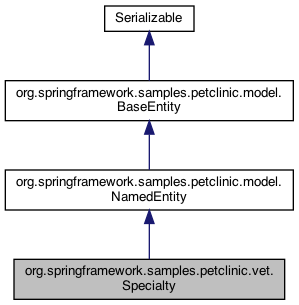 Serializable
org.springframework.samples.petclinic.model.
BaseEntity
org.springframework.samples.petclinic.model.
NamedEntity
org.springframework.samples.petclinic.vet.
Specialty